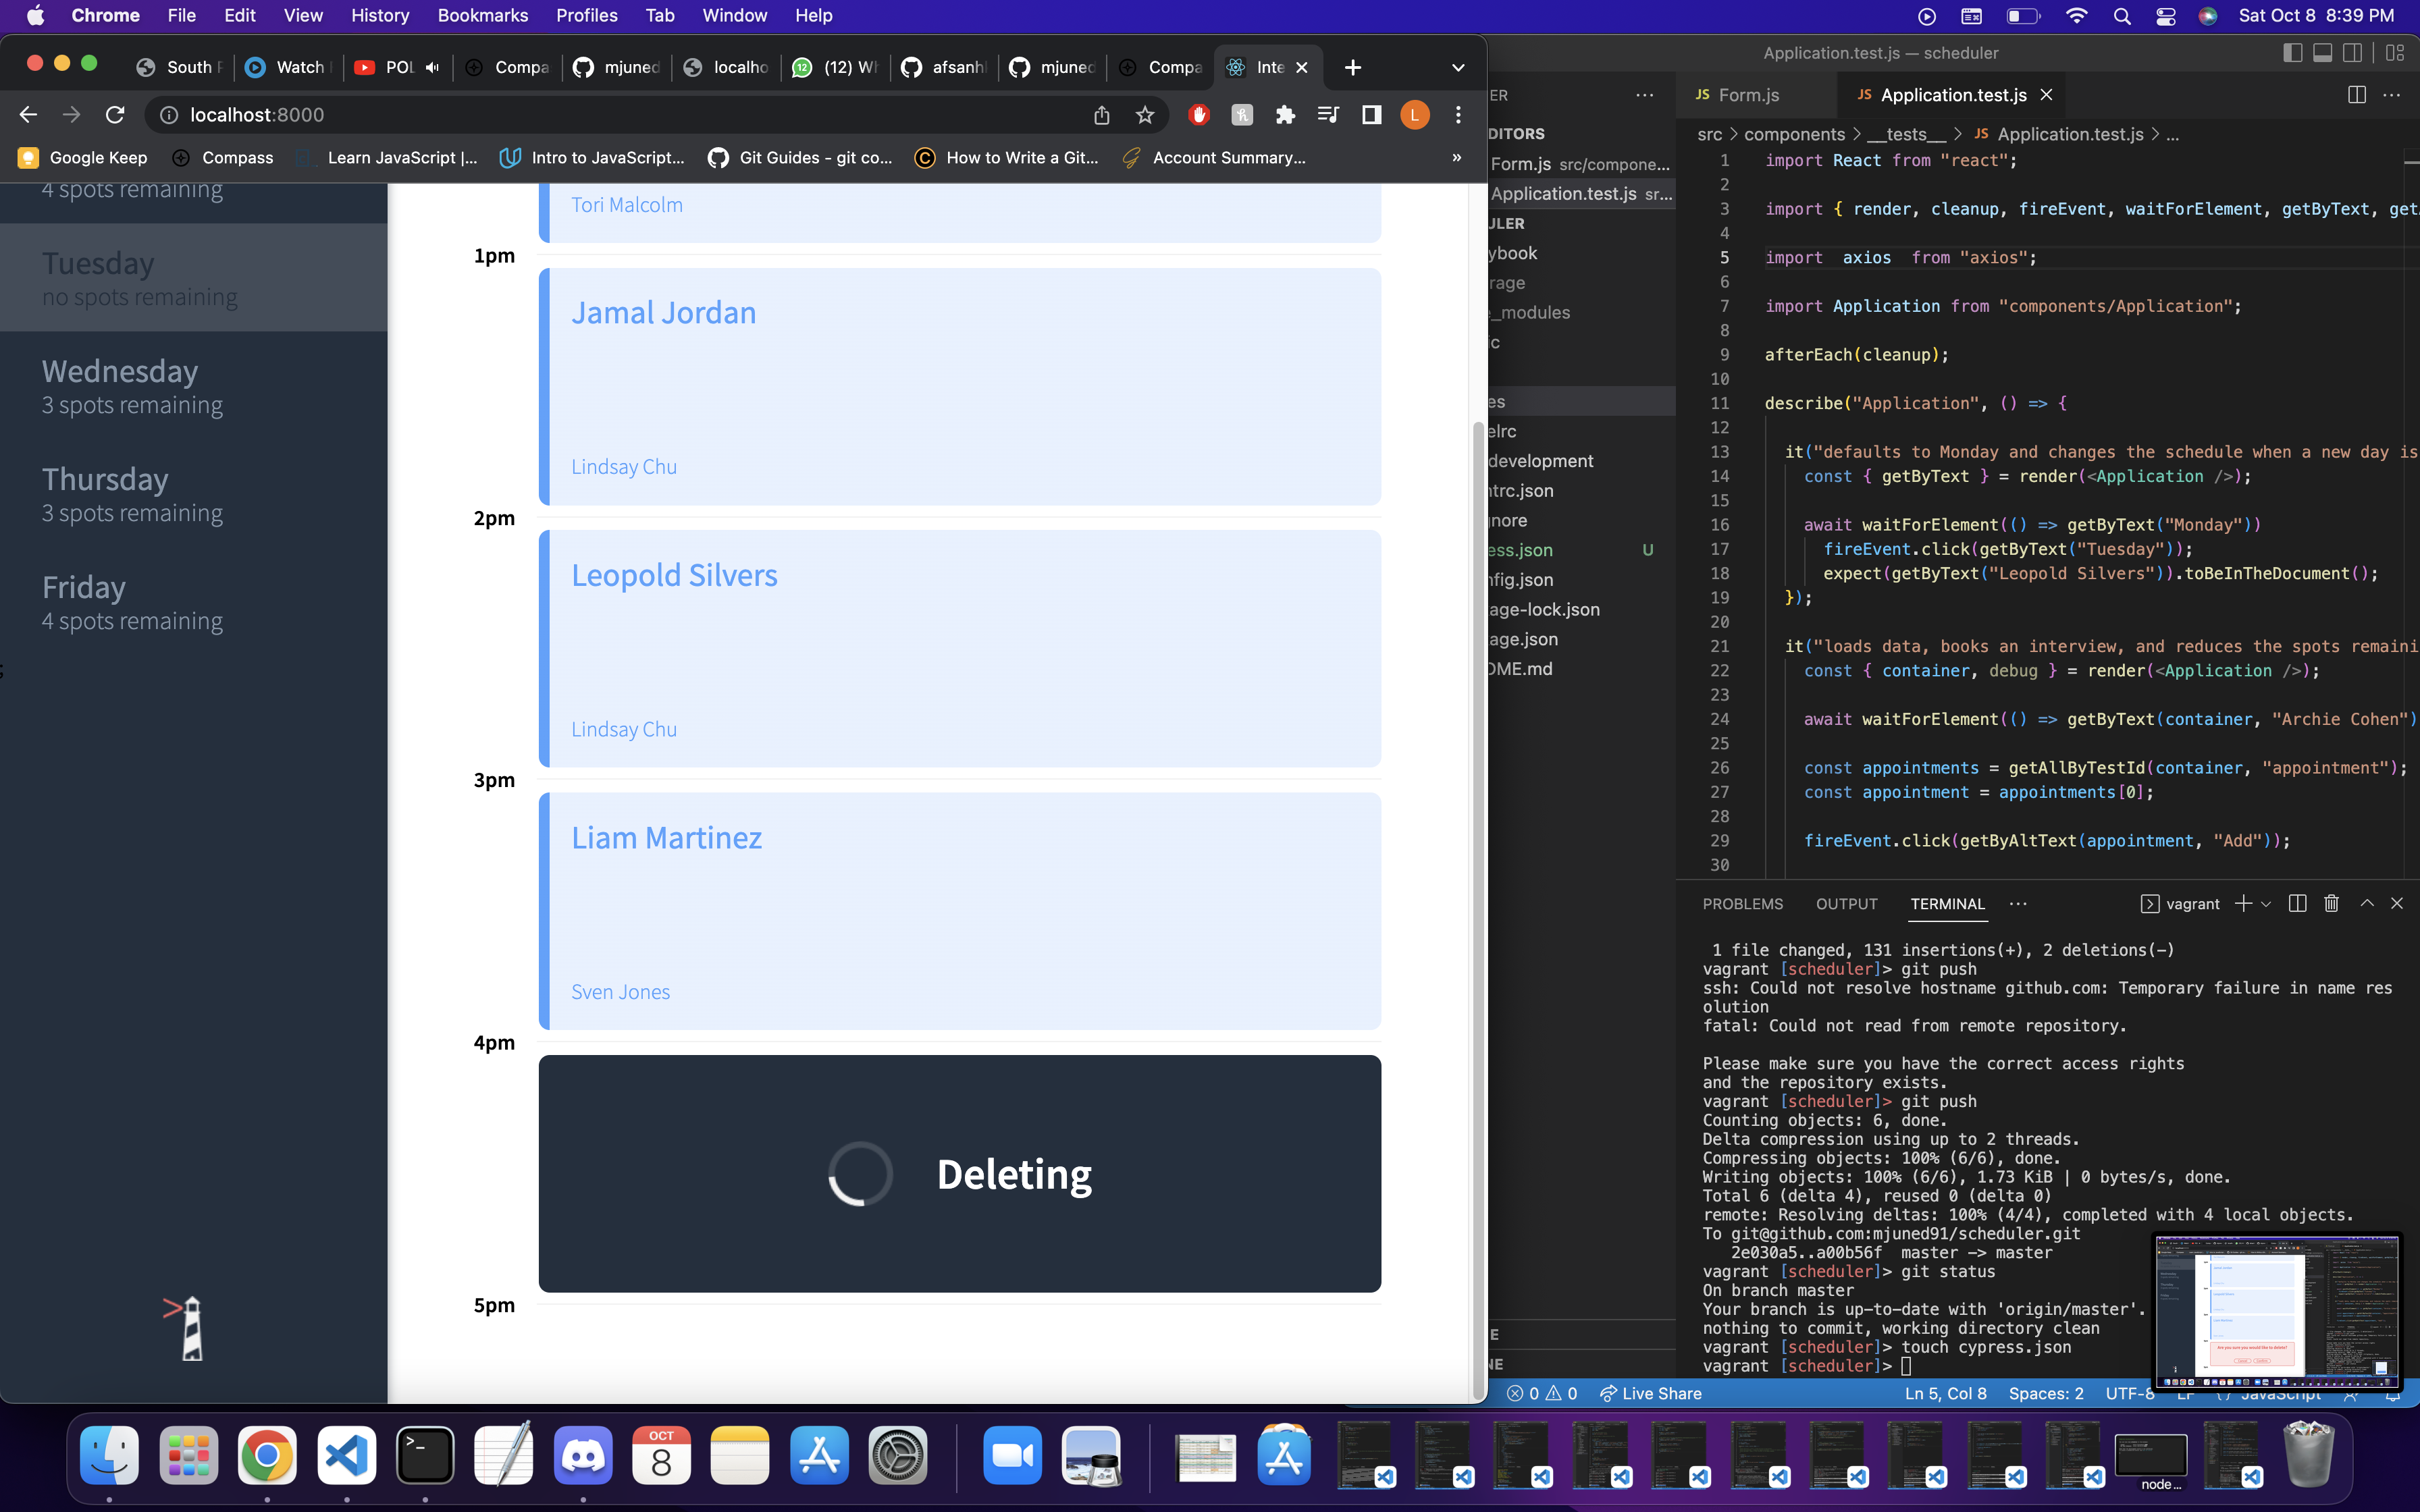 Chrome File Edit View History Bookmarks Profiles Tab Window Help
Sat Oct 8 8:39 PM
South
Watch
POL
Compa
mjuned
localho
(12) W
afsanh
mjuned
Compa
Inte
localhost:8000
L
Google Keep
Compass
Learn JavaScript |...
Intro to JavaScript...
Git Guides - git co...
How to Write a Git...
Account Summary...
»
4 spots remaining
Tuesday
no spots remaining
Wednesday
3 spots remaining
Thursday
3 spots remaining
Friday
4 spots remaining
;
Tori Malcolm
1pm
Jamal Jordan
Lindsay Chu
2pm
Leopold Silvers
Lindsay Chu
3pm
Liam Martinez
Sven Jones
4pm
Deleting
5pm
Application.test.js — scheduler
ER
DITORS
Form.js src/compone...
Application.test.js sr...
ULER
ybook
rage
e_modules
ic
es
elrc
development
ntrc.json
nore
ess.json U
nfig.json
age-lock.json
age.json
DME.md
E
NE
JS Form.js
JS Application.test.js
src > components > __tests__ > JS Application.test.js > ...
1 import React from "react";
2
3 import { render, cleanup, fireEvent, waitForElement, getByText, get
4
5 import  axios  from "axios";
6
7 import Application from "components/Application";
8
9 afterEach(cleanup);
10
11 describe("Application", () => {
12
13 it("defaults to Monday and changes the schedule when a new day is
14 const { getByText } = render(<Application />);
15
16 await waitForElement(() => getByText("Monday"))
17 fireEvent.click(getByText("Tuesday"));
18 expect(getByText("Leopold Silvers")).toBeInTheDocument();
19 });
20
21 it("loads data, books an interview, and reduces the spots remaini
22 const { container, debug } = render(<Application />);
23
24 await waitForElement(() => getByText(container, "Archie Cohen")
25
26 const appointments = getAllByTestId(container, "appointment");
27 const appointment = appointments[0];
28
29 fireEvent.click(getByAltText(appointment, "Add"));
30
PROBLEMS OUTPUT TERMINAL ··· vagrant
1 file changed, 131 insertions(+), 2 deletions(-)
vagrant [scheduler]> git push
ssh: Could not resolve hostname github.com: Temporary failure in name res
olution
fatal: Could not read from remote repository.
Please make sure you have the correct access rights
and the repository exists.
vagrant [scheduler]> git push
Counting objects: 6, done.
Delta compression using up to 2 threads.
Compressing objects: 100% (6/6), done.
Writing objects: 100% (6/6), 1.73 KiB | 0 bytes/s, done.
Total 6 (delta 4), reused 0 (delta 0)
remote: Resolving deltas: 100% (4/4), completed with 4 local objects.
To git@github.com:mjuned91/scheduler.git
2e030a5..a00b56f  master -> master
vagrant [scheduler]> git status
On branch master
Your branch is up-to-date with 'origin/master'.
nothing to commit, working directory clean
vagrant [scheduler]> touch cypress.json
vagrant [scheduler]>
0 0 Live Share
Ln 5, Col 8 Spaces: 2 UTF-8 LF {} JavaScript
OCT
8
node ...